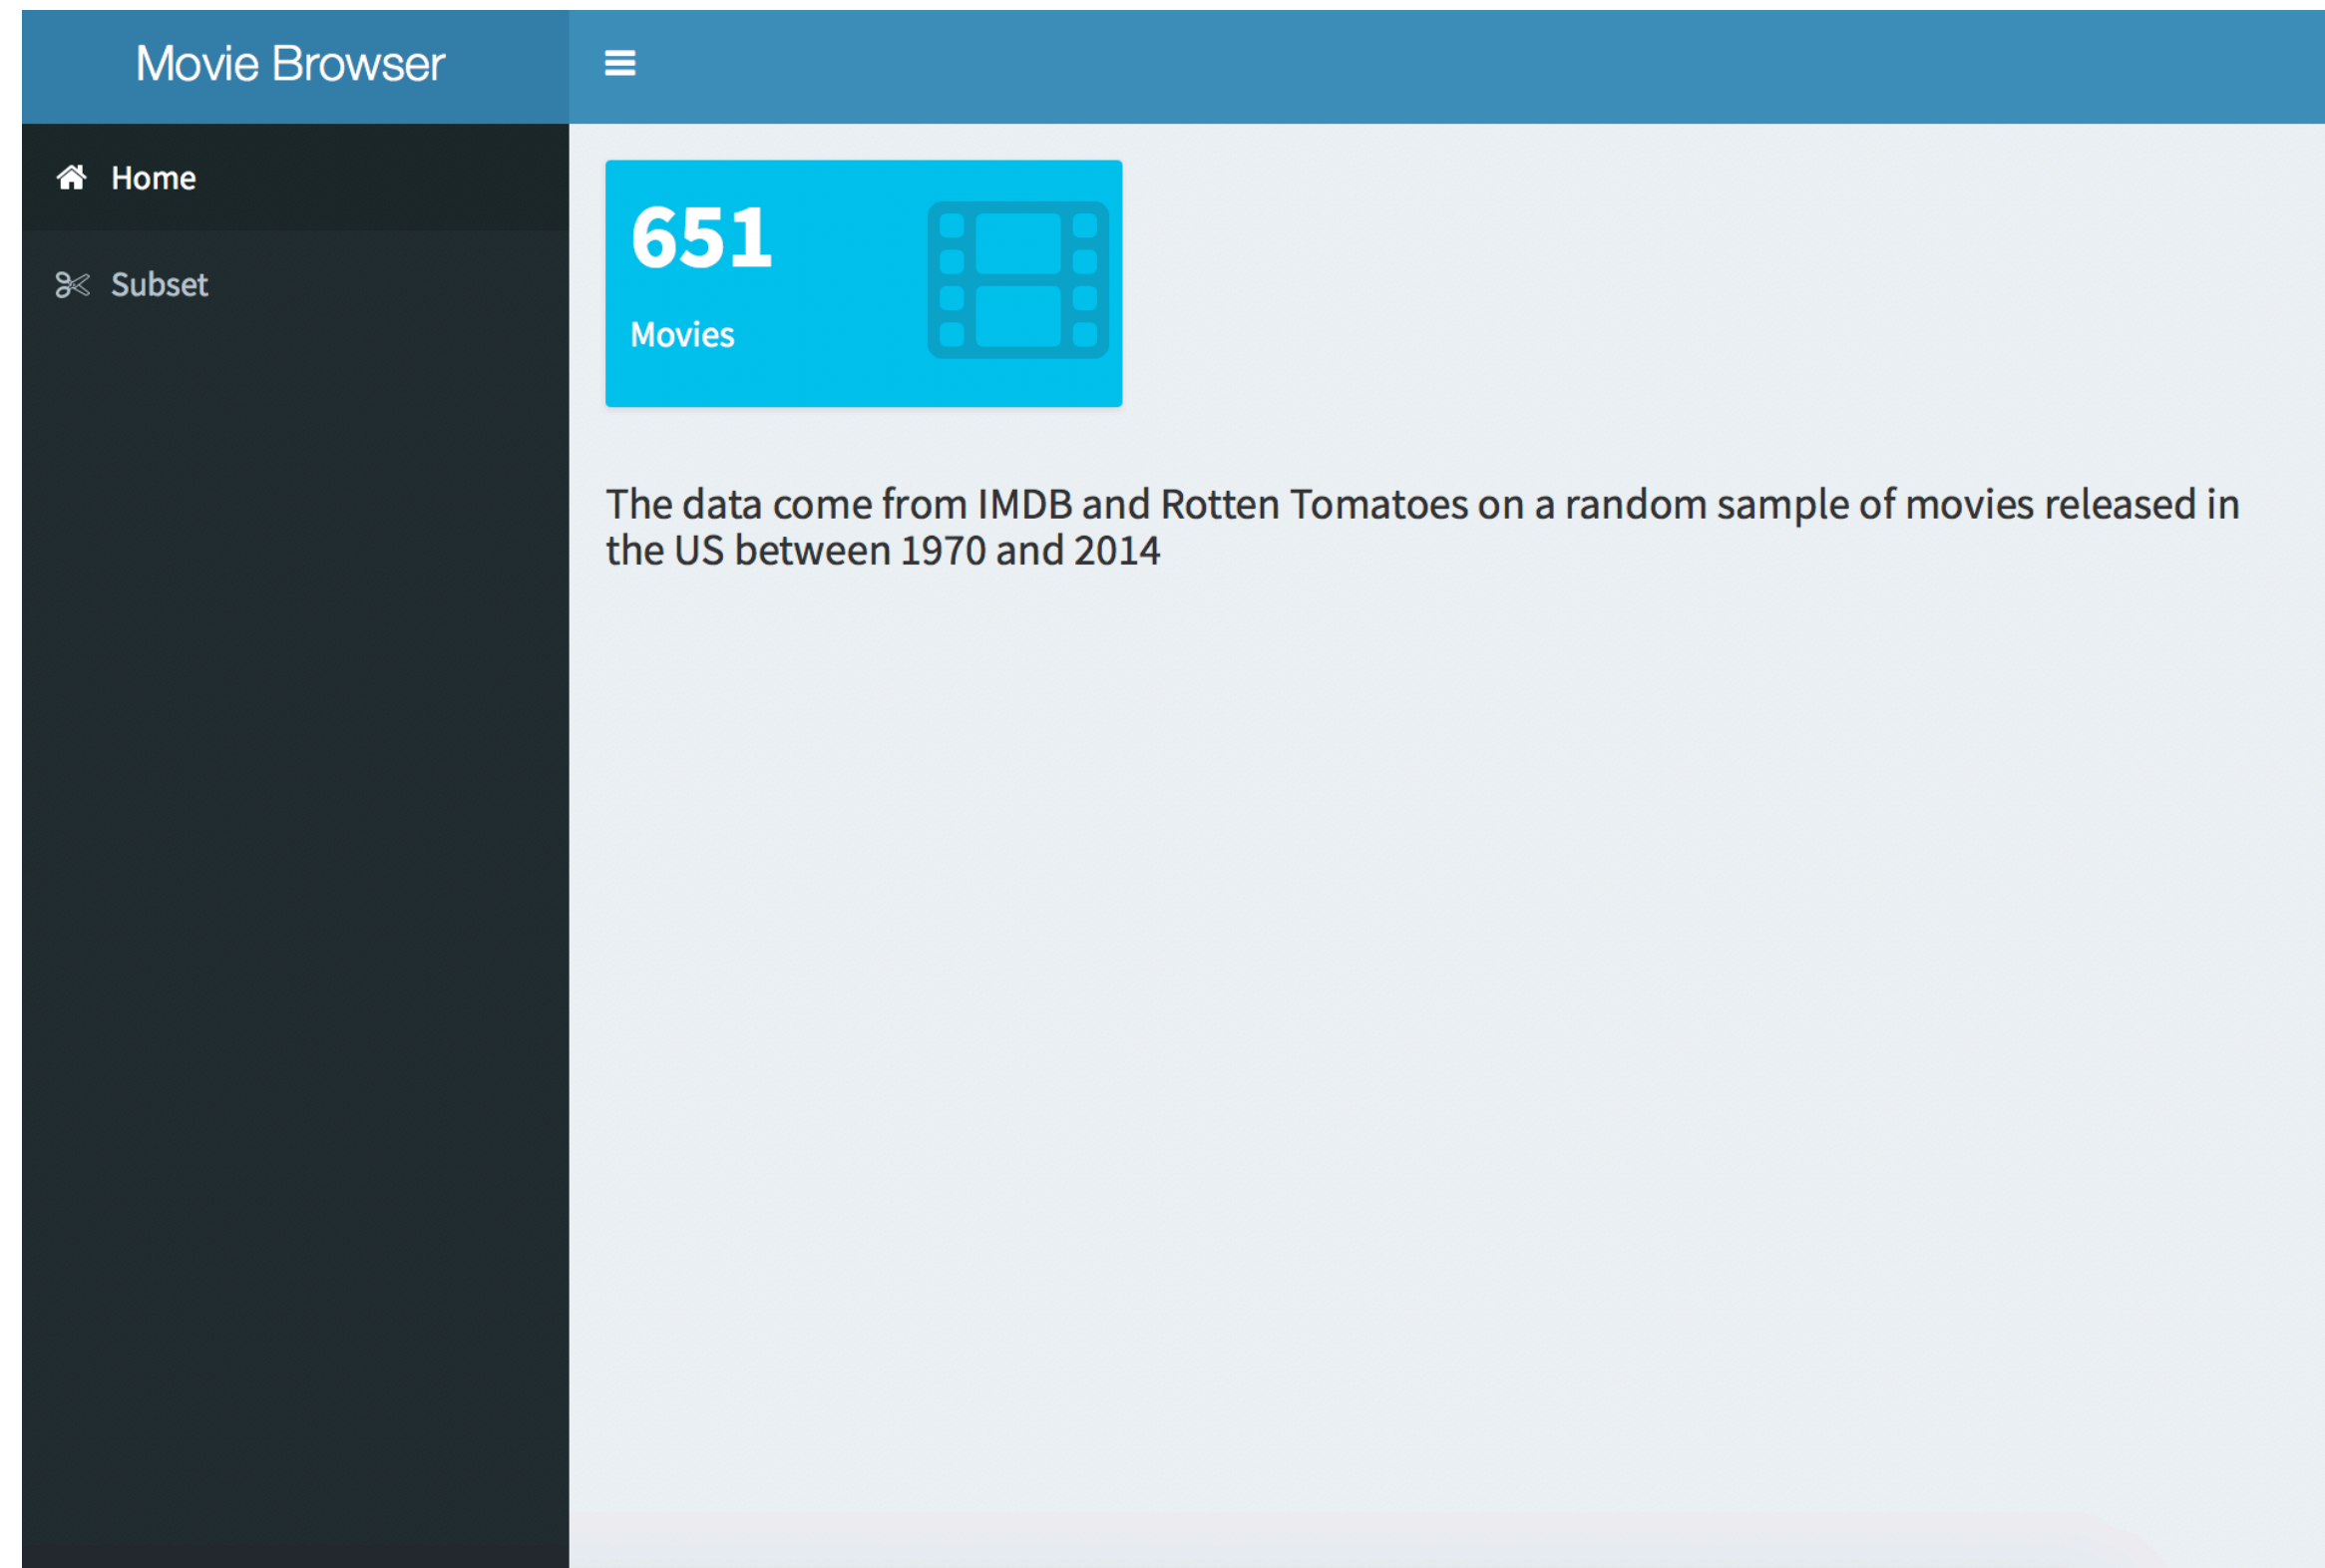 Movie Browser
Home
Subset
651
Movies
The data come from IMDB and Rotten Tomatoes on a random sample of movies released in
the US between 1970 and 2014